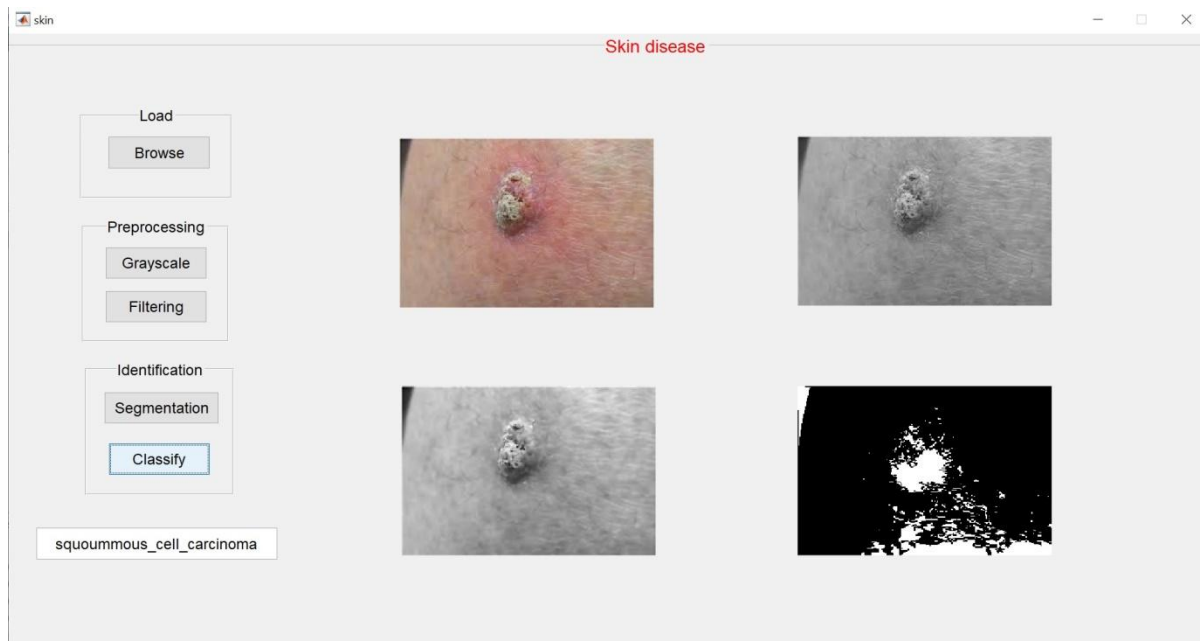 skin
Skin disease
Load
Browse
Preprocessing
Grayscale
Filtering
Identification
Segmentation
Classify
squoummous_cell_carcinoma